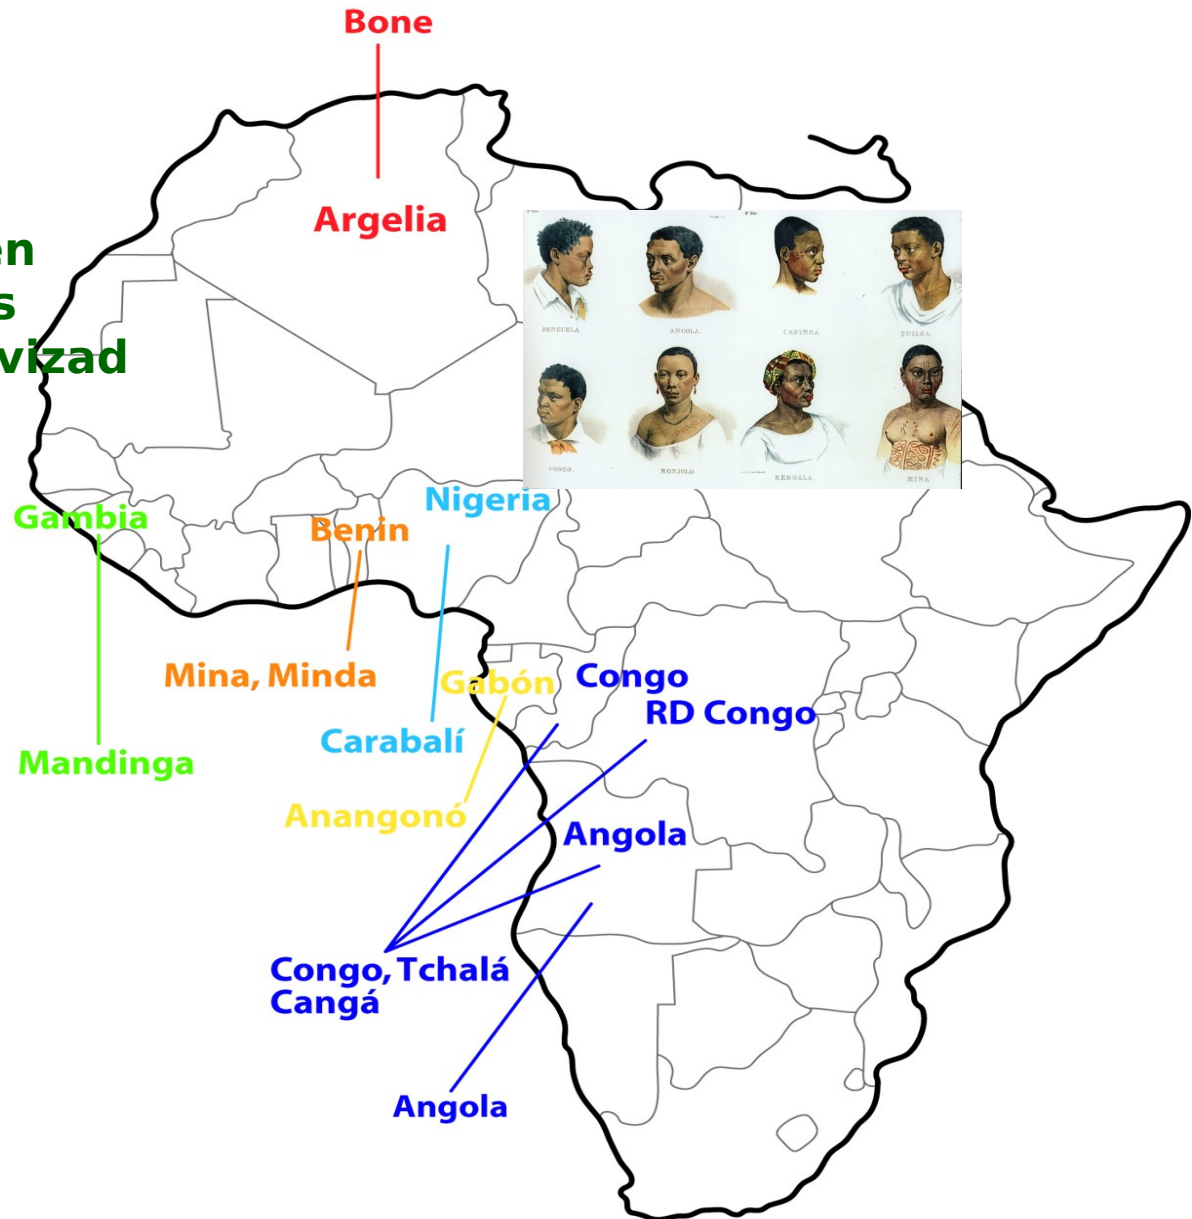 Bone
Argelia
en
s
vizad
BENGUELA.
ANGOLA.
CABINDA.
QUILOA.
CONGO.
MONJOLO.
REBOLLA.
MINA.
Nigeria
Gambia
Benin
Mina, Minda
Gabón
Congo
RD Congo
Carabalí
Mandinga
Anangonó
Angola
Congo, Tchalá
Cangá
Angola